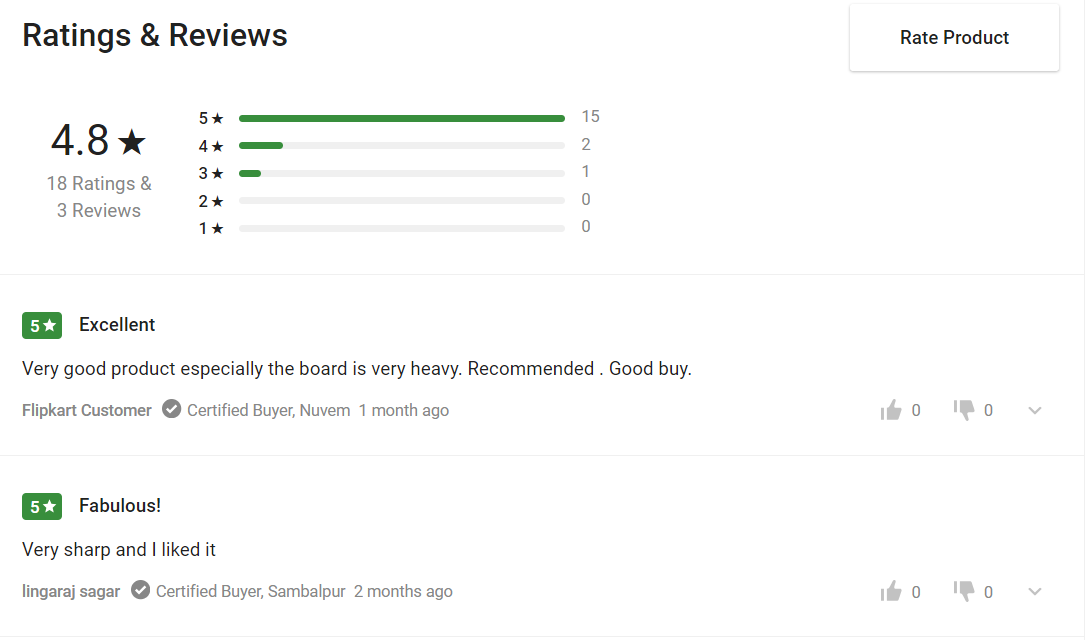 Ratings & Reviews
Rate Product
4.8 ★
18 Ratings &
3 Reviews
5 ★ 15
4 ★ 2
3 ★ 1
2 ★ 0
1 ★ 0
5 ★ Excellent
Very good product especially the board is very heavy. Recommended . Good buy.
Flipkart Customer Certified Buyer, Nuvem 1 month ago 0 0
5 ★ Fabulous!
Very sharp and I liked it
lingaraj sagar Certified Buyer, Sambalpur 2 months ago 0 0